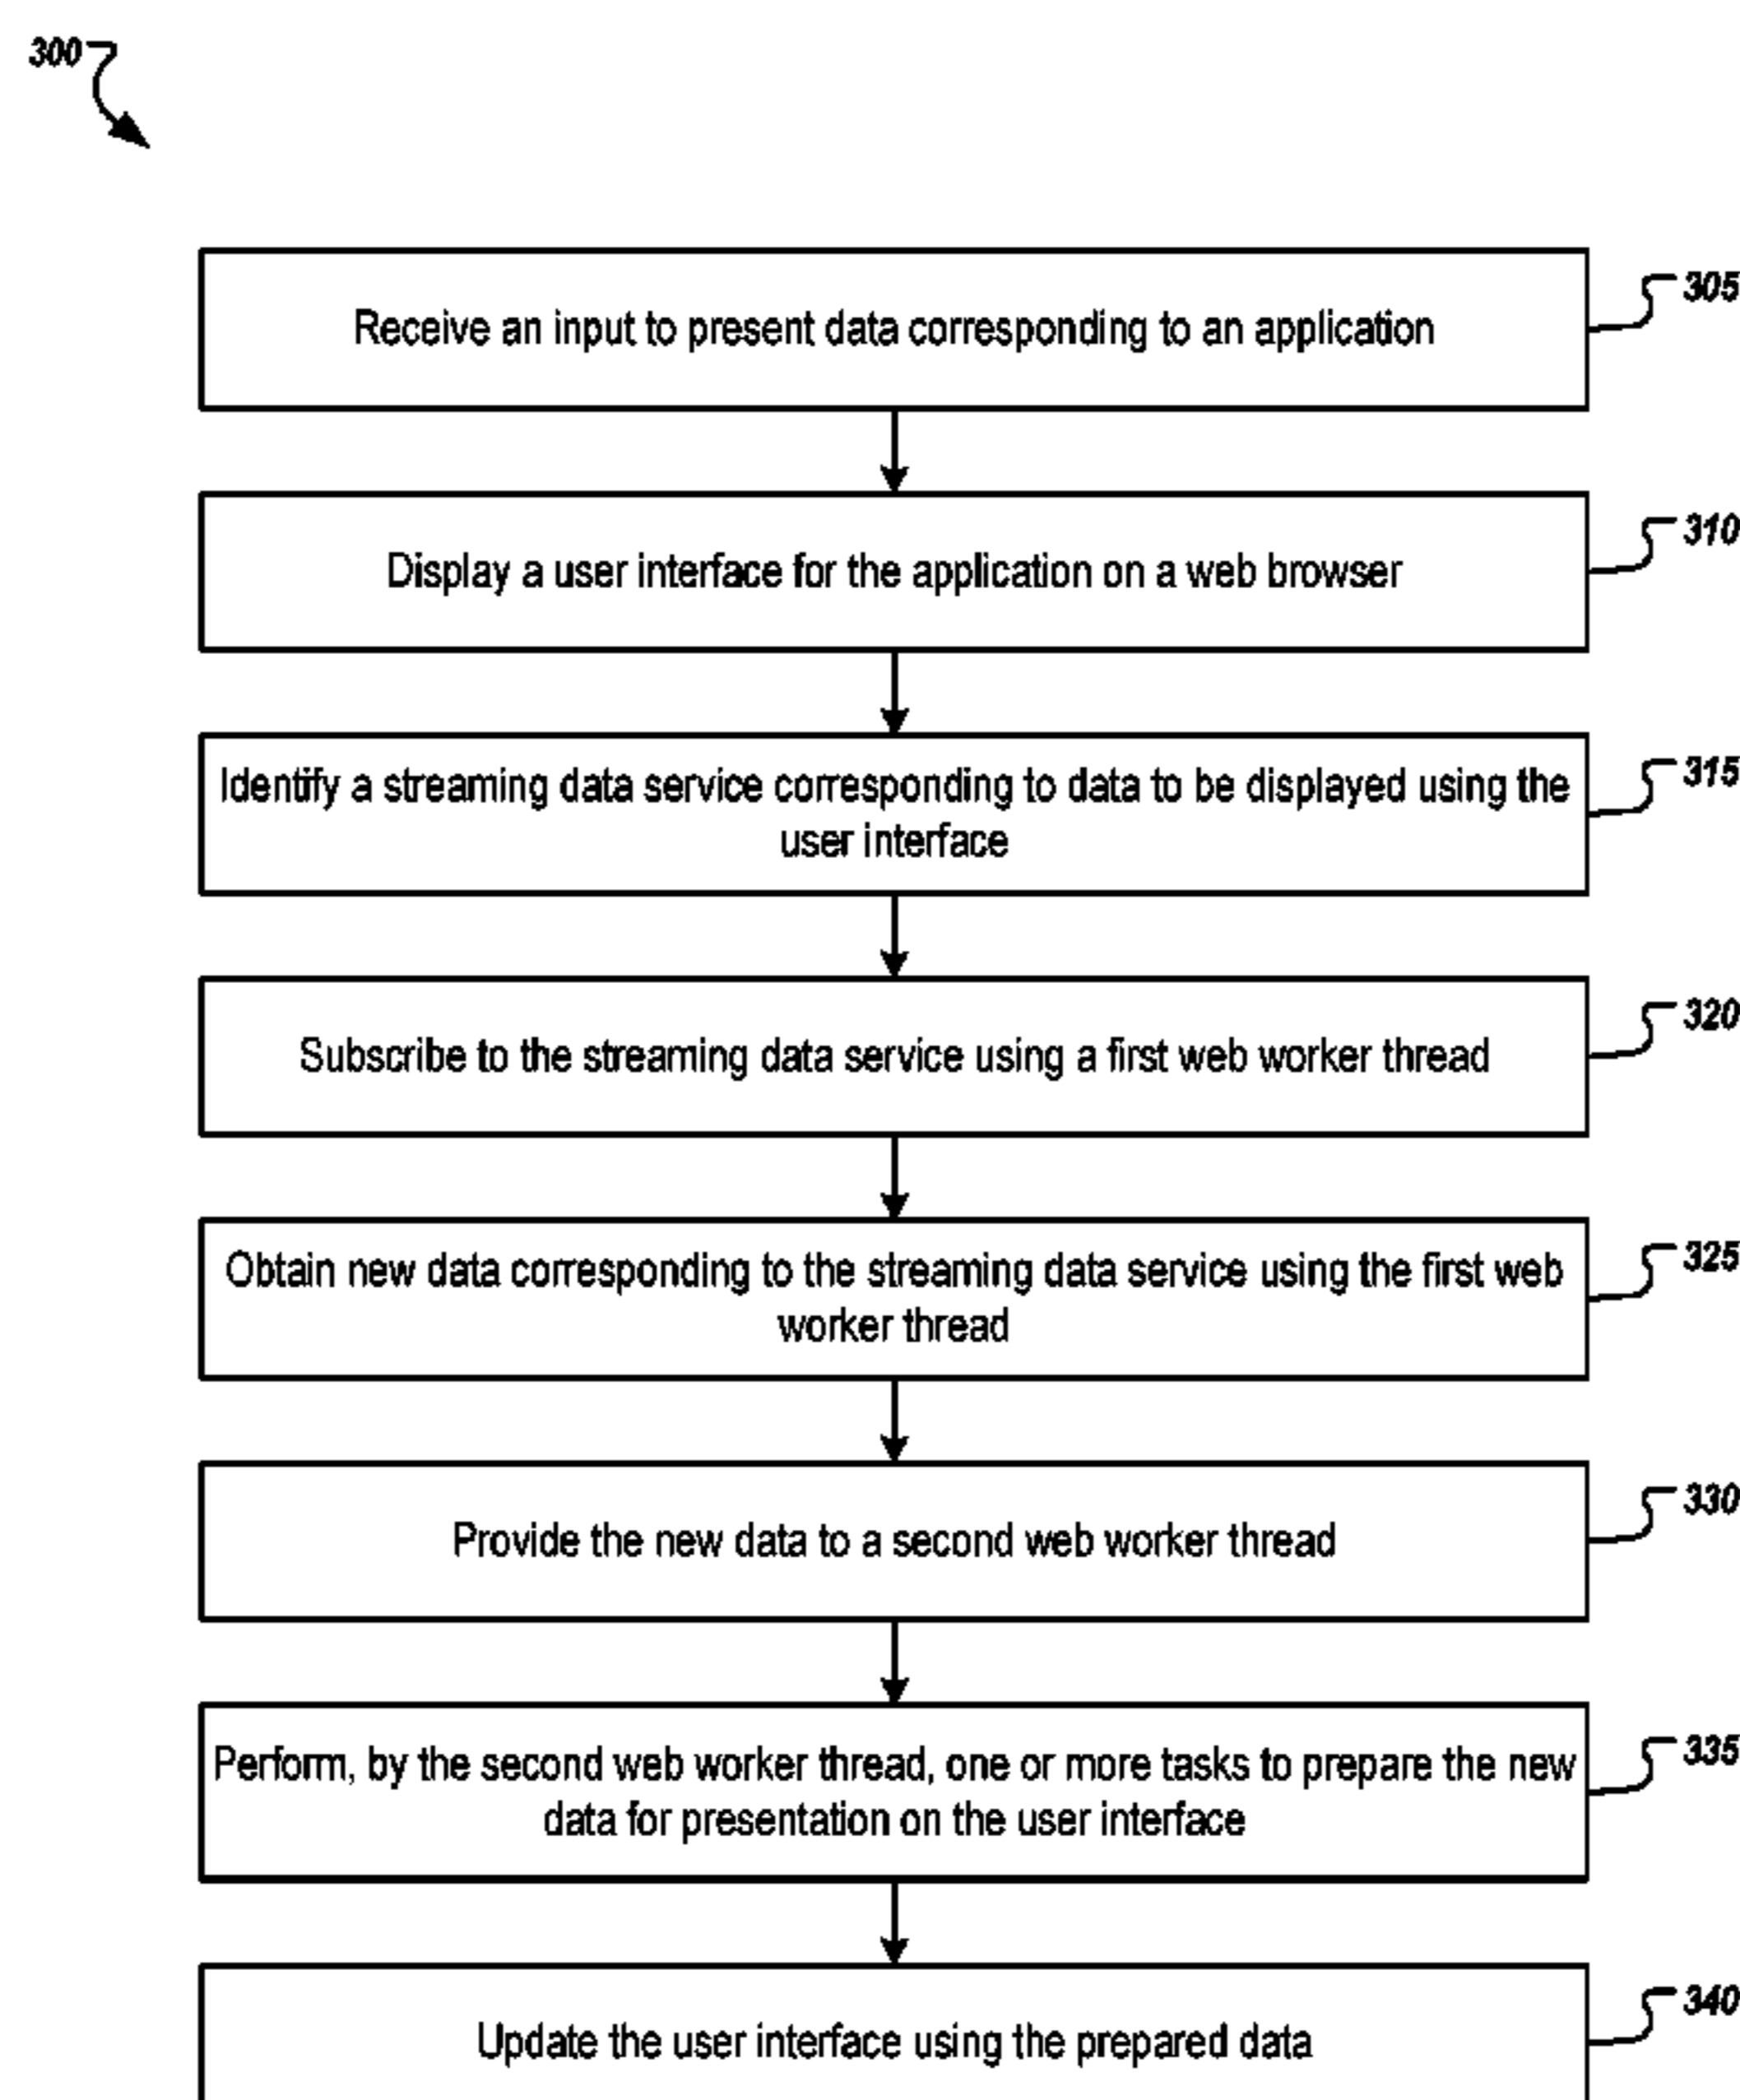 300
Receive an input to present data corresponding to an application
305
Display a user interface for the application on a web browser
310
Identify a streaming data service corresponding to data to be displayed using the
user interface
315
Subscribe to the streaming data service using a first web worker thread
320
Obtain new data corresponding to the streaming data service using the first web
worker thread
325
Provide the new data to a second web worker thread
330
Perform, by the second web worker thread, one or more tasks to prepare the new
data for presentation on the user interface
335
Update the user interface using the prepared data
340